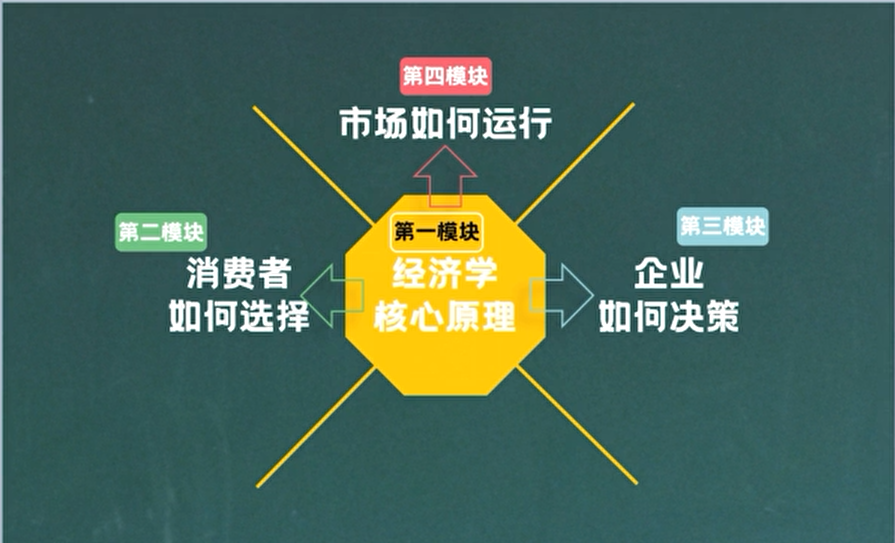 第四模块
市场如何运行
第二模块
消费者
如何选择
第一模块
经济学
核心原理
第三模块
企业
如何决策